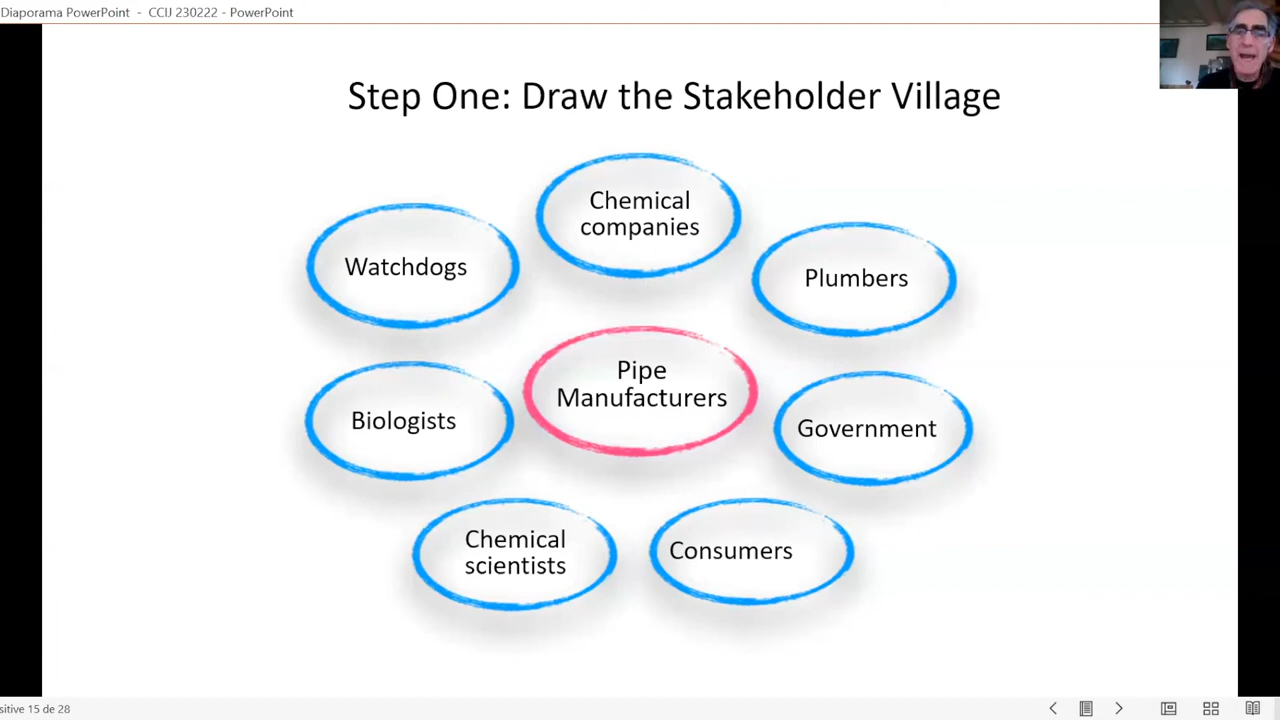 Diaporama PowerPoint - CCIJ 230222 - PowerPoint
Step One: Draw the Stakeholder Village
Chemical
companies
Watchdogs
Plumbers
Pipe
Manufacturers
Biologists
Government
Chemical
scientists
Consumers
sitive 15 de 28